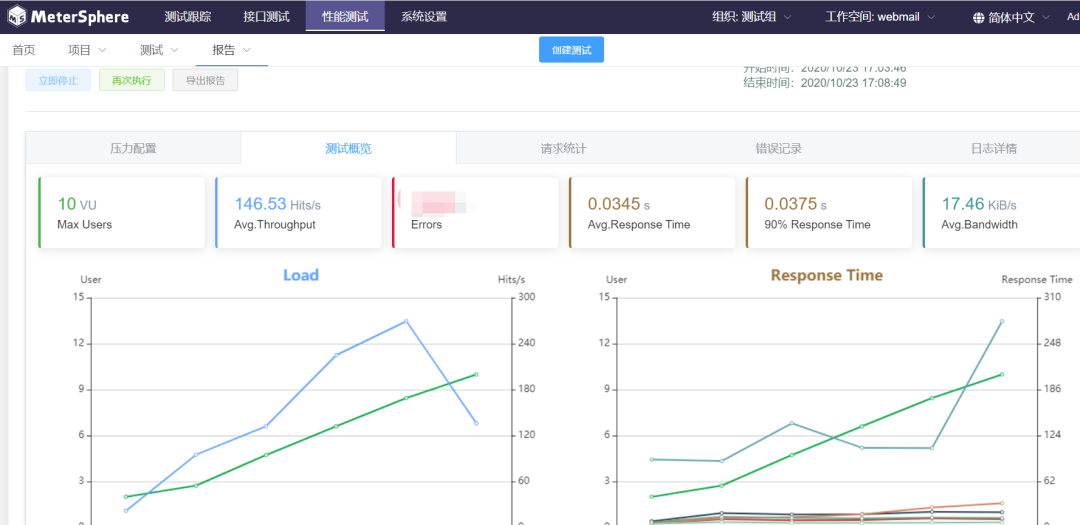 MeterSphere 测试跟踪 接口测试 性能测试 系统设置 组织: 测试组 工作空间: webmail 简体中文 Ad
首页 项目 测试 报告 创建测试
立即停止 再次执行 导出报告
开始时间: 2020/10/23 17:03:46
结束时间: 2020/10/23 17:08:49
压力配置 测试概览 请求统计 错误记录 日志详情
10 VU
Max Users
146.53 Hits/s
Avg.Throughput
Errors
0.0345 s
Avg.Response Time
0.0375 s
90% Response Time
17.46 KiB/s
Avg.Bandwidth
User Load Hits/s
15 300
12 240
9 180
6 120
3 60
0 0
User Response Time Response Time
15 310
12 248
9 186
6 124
3 62
0 0